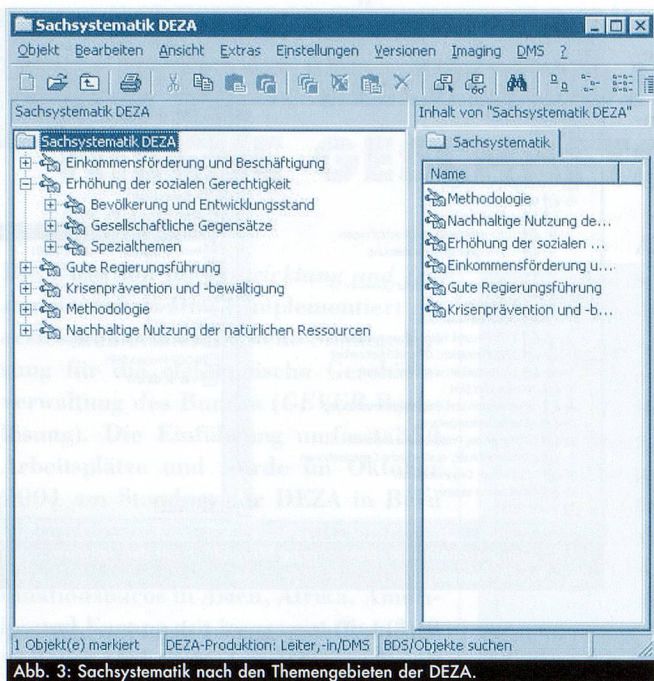 Sachsystematik DEZA
Objekt Bearbeiten Ansicht Extras Einstellungen Versionen Imaging DMS ?
Sachsystematik DEZA
Sachsystematik DEZA
Einkommensförderung und Beschäftigung
Erhöhung der sozialen Gerechtigkeit
Bevölkerung und Entwicklungsstand
Gesellschaftliche Gegensätze
Spezialthemen
Gute Regierungsführung
Krisenprävention und -bewältigung
Methodologie
Nachhaltige Nutzung der natürlichen Ressourcen
Inhalt von "Sachsystematik DEZA"
Sachsystematik
Name
Methodologie
Nachhaltige Nutzung de...
Erhöhung der sozialen ...
Einkommensförderung u...
Gute Regierungsführung
Krisenprävention und -b...
1 Objekt(e) markiert DEZA-Produktion: Leiter,-in/DMS BDS/Objekte suchen
Abb. 3: Sachsystematik nach den Themengebieten der DEZA.